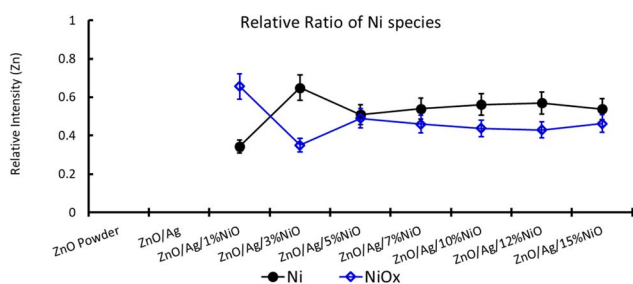 Relative Ratio of Ni species
Relative Intensity (Zn)
1
0.8
0.6
0.4
0.2
0
ZnO Powder
ZnO/Ag
ZnO/Ag/1%NiO
ZnO/Ag/3%NiO
ZnO/Ag/5%NiO
ZnO/Ag/7%NiO
ZnO/Ag/10%NiO
ZnO/Ag/12%NiO
ZnO/Ag/15%NiO
Ni NiOx